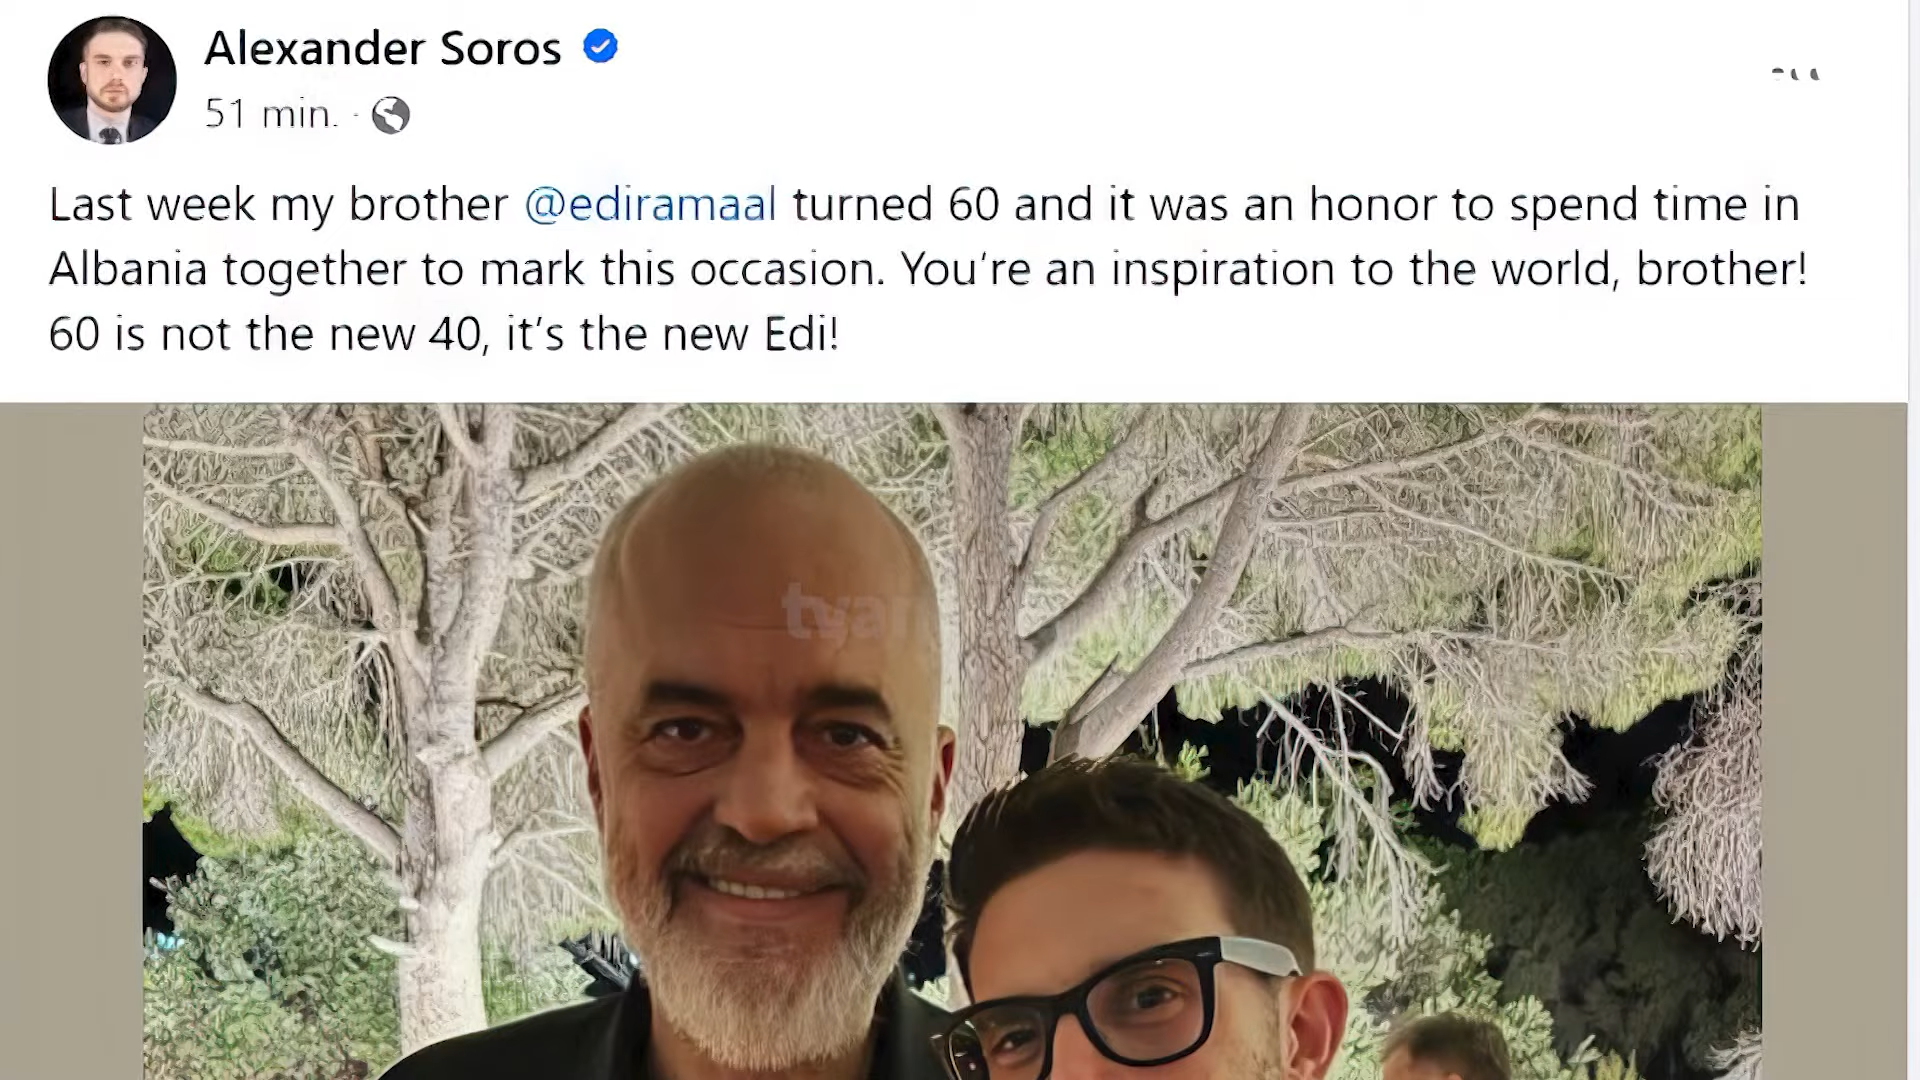 Alexander Soros
51 min. ·
Last week my brother @ediramaal turned 60 and it was an honor to spend time in
Albania together to mark this occasion. You're an inspiration to the world, brother!
60 is not the new 40, it's the new Edi!